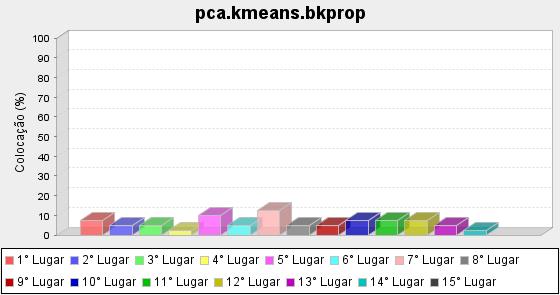 pca.kmeans.bkprop
Colocação (%)
100
90
80
70
60
50
40
30
20
10
0
1° Lugar 2° Lugar 3° Lugar 4° Lugar 5° Lugar 6° Lugar 7° Lugar 8° Lugar
9° Lugar 10° Lugar 11° Lugar 12° Lugar 13° Lugar 14° Lugar 15° Lugar